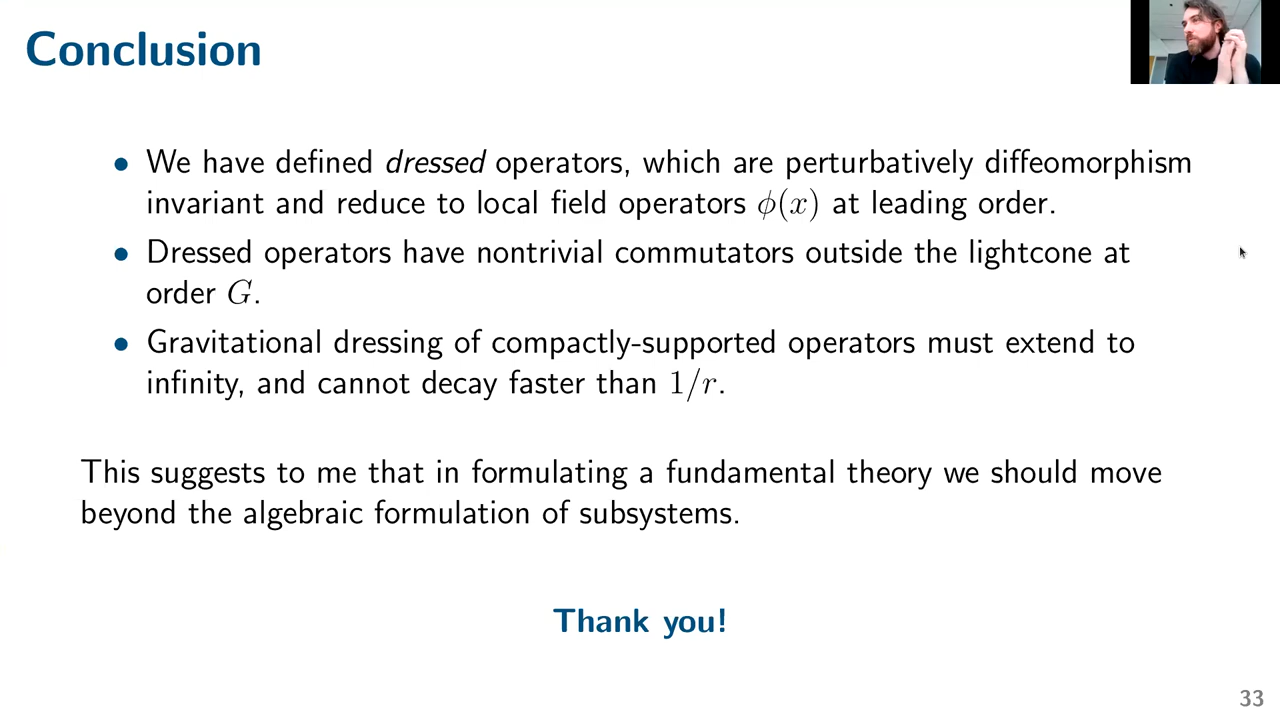 Conclusion
• We have defined dressed operators, which are perturbatively diffeomorphism
invariant and reduce to local field operators ϕ(x) at leading order.
• Dressed operators have nontrivial commutators outside the lightcone at
order G.
• Gravitational dressing of compactly-supported operators must extend to
infinity, and cannot decay faster than 1/r.
This suggests to me that in formulating a fundamental theory we should move
beyond the algebraic formulation of subsystems.
Thank you!
33